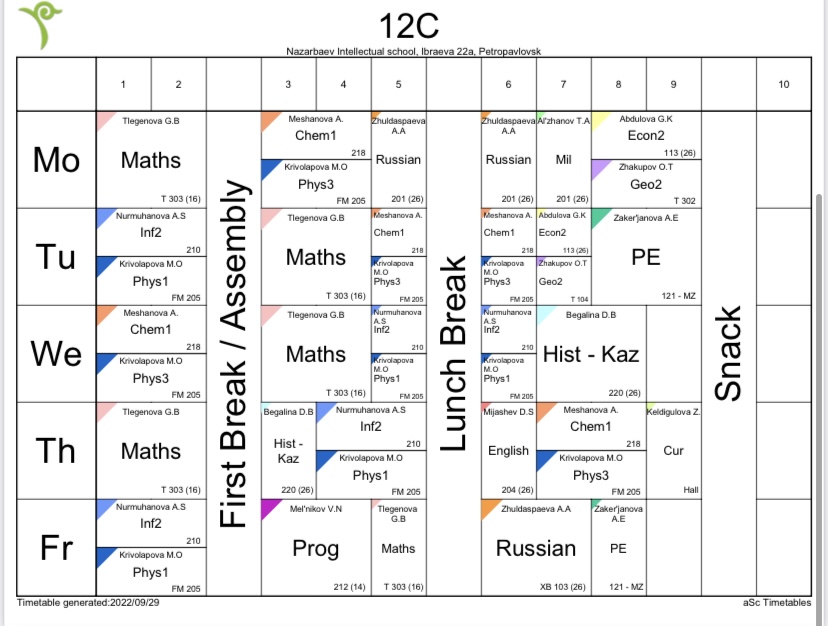 12C
Nazarbaev Intellectual school, Ibraeva 22a, Petropavlovsk
1 2 3 4 5 6 7 8 9 10
First Break / Assembly
Lunch Break
Snack
Mo
Tlegenova G.B
Maths
T 303 (16)
Meshanova A.
Chem1
218
Krivolapova M.O
Phys3
FM 205
Zhuldaspaeva
A.A
Russian
201 (26)
Zhuldaspaeva
A.A
Russian
201 (26)
Al'zhanov T.A
Mil
201 (26)
Abdulova G.K
Econ2
113 (26)
Zhakupov O.T
Geo2
T 302
Tu
Nurmuhanova A.S
Inf2
210
Krivolapova M.O
Phys1
FM 205
Tlegenova G.B
Maths
T 303 (16)
Meshanova A.
Chem1
218
Krivolapova
M.O
Phys3
FM 205
Meshanova A.
Chem1
218
Krivolapova
M.O
Phys3
FM 205
Abdulova G.K
Econ2
113 (26)
Zhakupov O.T
Geo2
T 104
Zaker'janova A.E
PE
121 - MZ
We
Meshanova A.
Chem1
218
Krivolapova M.O
Phys3
FM 205
Tlegenova G.B
Maths
T 303 (16)
Nurmuhanova
A.S
Inf2
210
Krivolapova
M.O
Phys1
FM 205
Nurmuhanova
A.S
Inf2
210
Krivolapova
M.O
Phys1
FM 205
Begalina D.B
Hist - Kaz
220 (26)
Th
Tlegenova G.B
Maths
T 303 (16)
Begalina D.B
Hist -
Kaz
220 (26)
Nurmuhanova A.S
Inf2
210
Krivolapova M.O
Phys1
FM 205
Mijashev D.S
English
204 (26)
Meshanova A.
Chem1
218
Krivolapova M.O
Phys3
FM 205
Keldigulova Z.
Cur
Hall
Fr
Nurmuhanova A.S
Inf2
210
Krivolapova M.O
Phys1
FM 205
Mel'nikov V.N
Prog
212 (14)
Tlegenova
G.B
Maths
T 303 (16)
Zhuldaspaeva A.A
Russian
XB 103 (26)
Zaker'janova
A.E
PE
121 - MZ
Timetable generated:2022/09/29
aSc Timetables